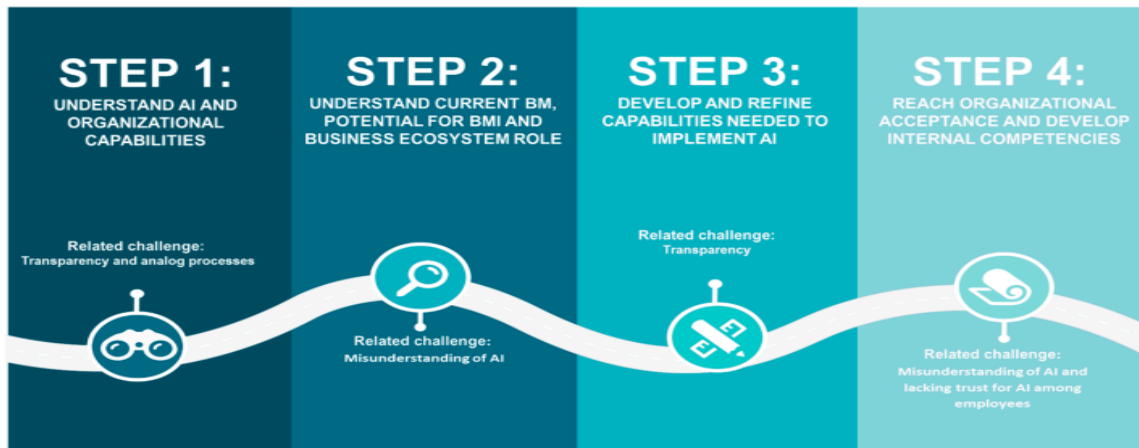 STEP 1:
UNDERSTAND AI AND
ORGANIZATIONAL
CAPABILITIES
Related challenge:
Transparency and analog processes
STEP 2:
UNDERSTAND CURRENT BM,
POTENTIAL FOR BMI AND
BUSINESS ECOSYSTEM ROLE
Related challenge:
Misunderstanding of AI
STEP 3:
DEVELOP AND REFINE
CAPABILITIES NEEDED TO
IMPLEMENT AI
Related challenge:
Transparency
STEP 4:
REACH ORGANIZATIONAL
ACCEPTANCE AND DEVELOP
INTERNAL COMPETENCIES
Related challenge:
Misunderstanding of AI and
lacking trust for AI among
employees